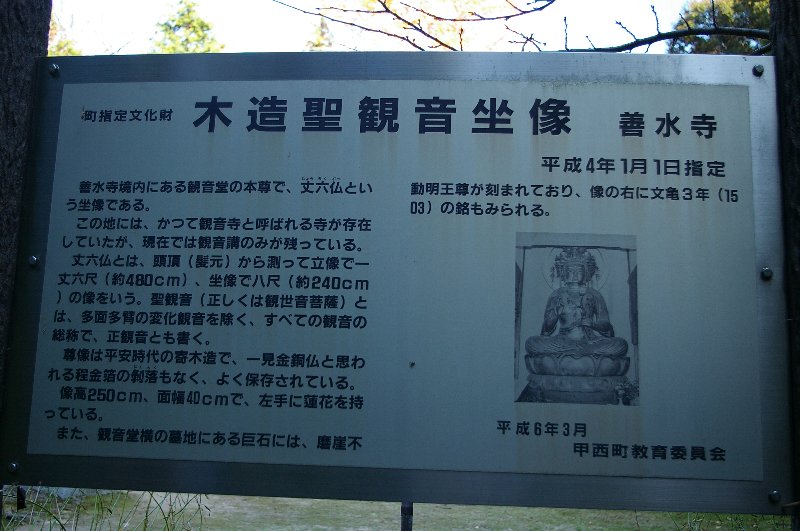 町指定文化財 木造聖観音坐像 善水寺
平成4年1月1日指定
善水寺境内にある観音堂の本尊で、丈六仏とい
う坐像である。
この地には、かつて観音寺と呼ばれる寺が存在
していたが、現在では観音講のみが残っている。
丈六仏とは、頭頂（髪元）から測って立像で一
丈六尺（約480cm）、坐像で八尺（約240cm
）の像をいう。聖観音（正しくは観世音菩薩）と
は、多面多臂の変化観音を除く、すべての観音の
総称で、正観音とも書く。
尊像は平安時代の寄木造で、一見金銅仏と思わ
れる程金箔の剥落もなく、よく保存されている。
像高250cm、面幅40cmで、左手に蓮花を持
っている。
また、観音堂横の墓地にある巨石には、磨崖不
動明王尊が刻まれており、像の右に文亀3年（15
03）の銘もみられる。
平成6年3月
甲西町教育委員会